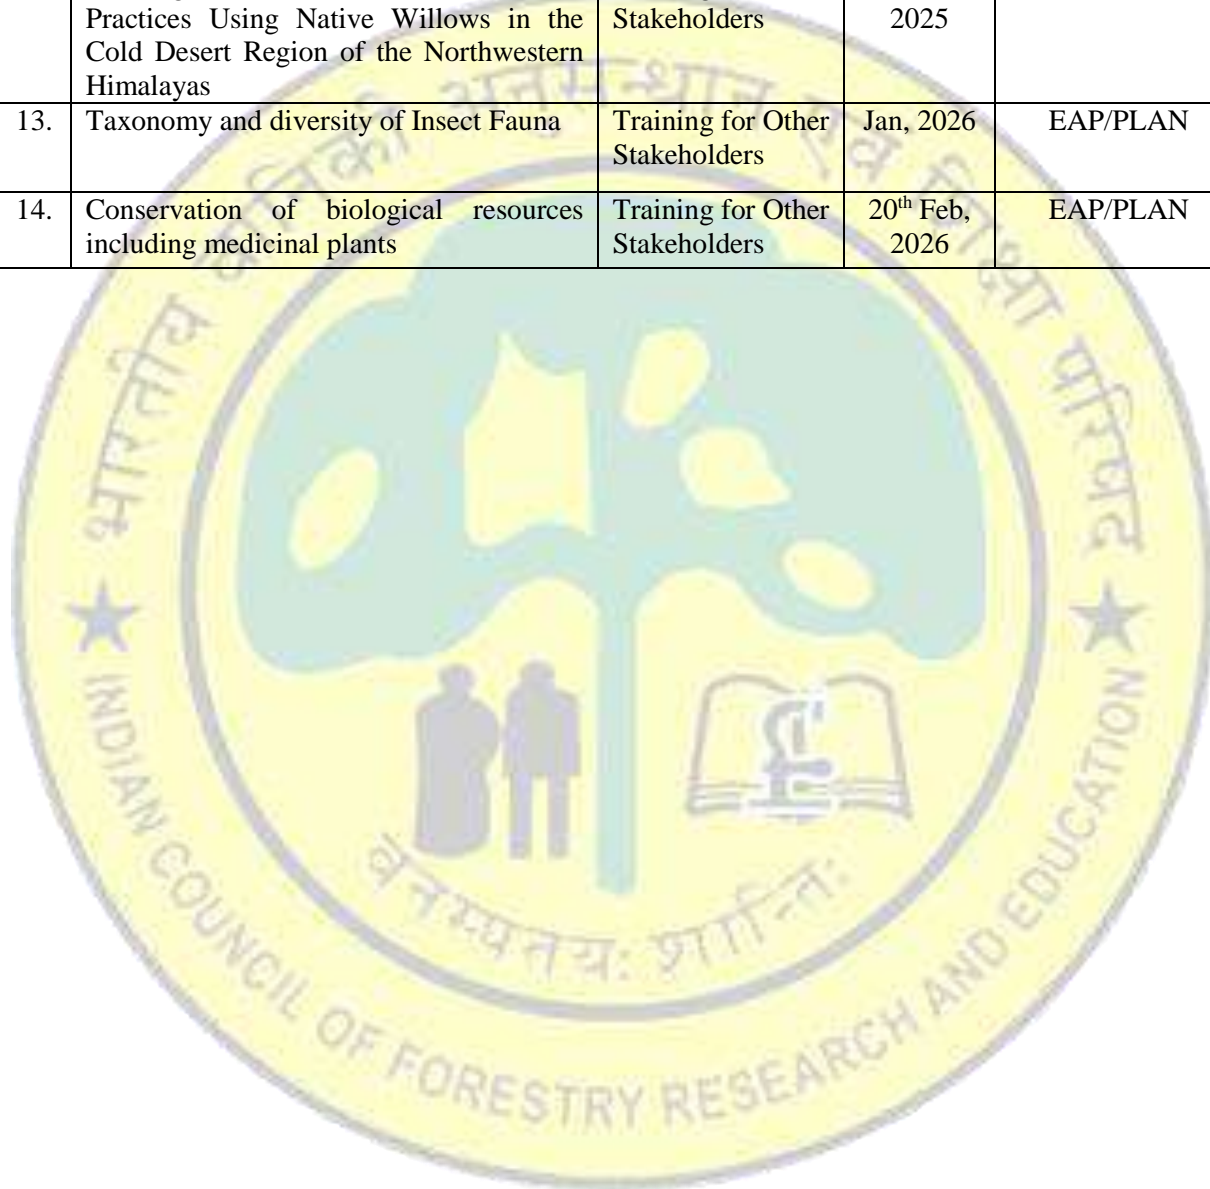 Practices Using Native Willows in the
Cold Desert Region of the Northwestern
Himalayas
Stakeholders
2025
13.
Taxonomy and diversity of Insect Fauna
Training for Other
Stakeholders
Jan, 2026
EAP/PLAN
14.
Conservation of biological resources
including medicinal plants
Training for Other
Stakeholders
20th Feb,
2026
EAP/PLAN
भारतीय वानिकी अनुसन्धान एवं शिक्षा परिषद
वनस्पतयः शान्तिः
INDIAN COUNCIL OF FORESTRY RESEARCH AND EDUCATION